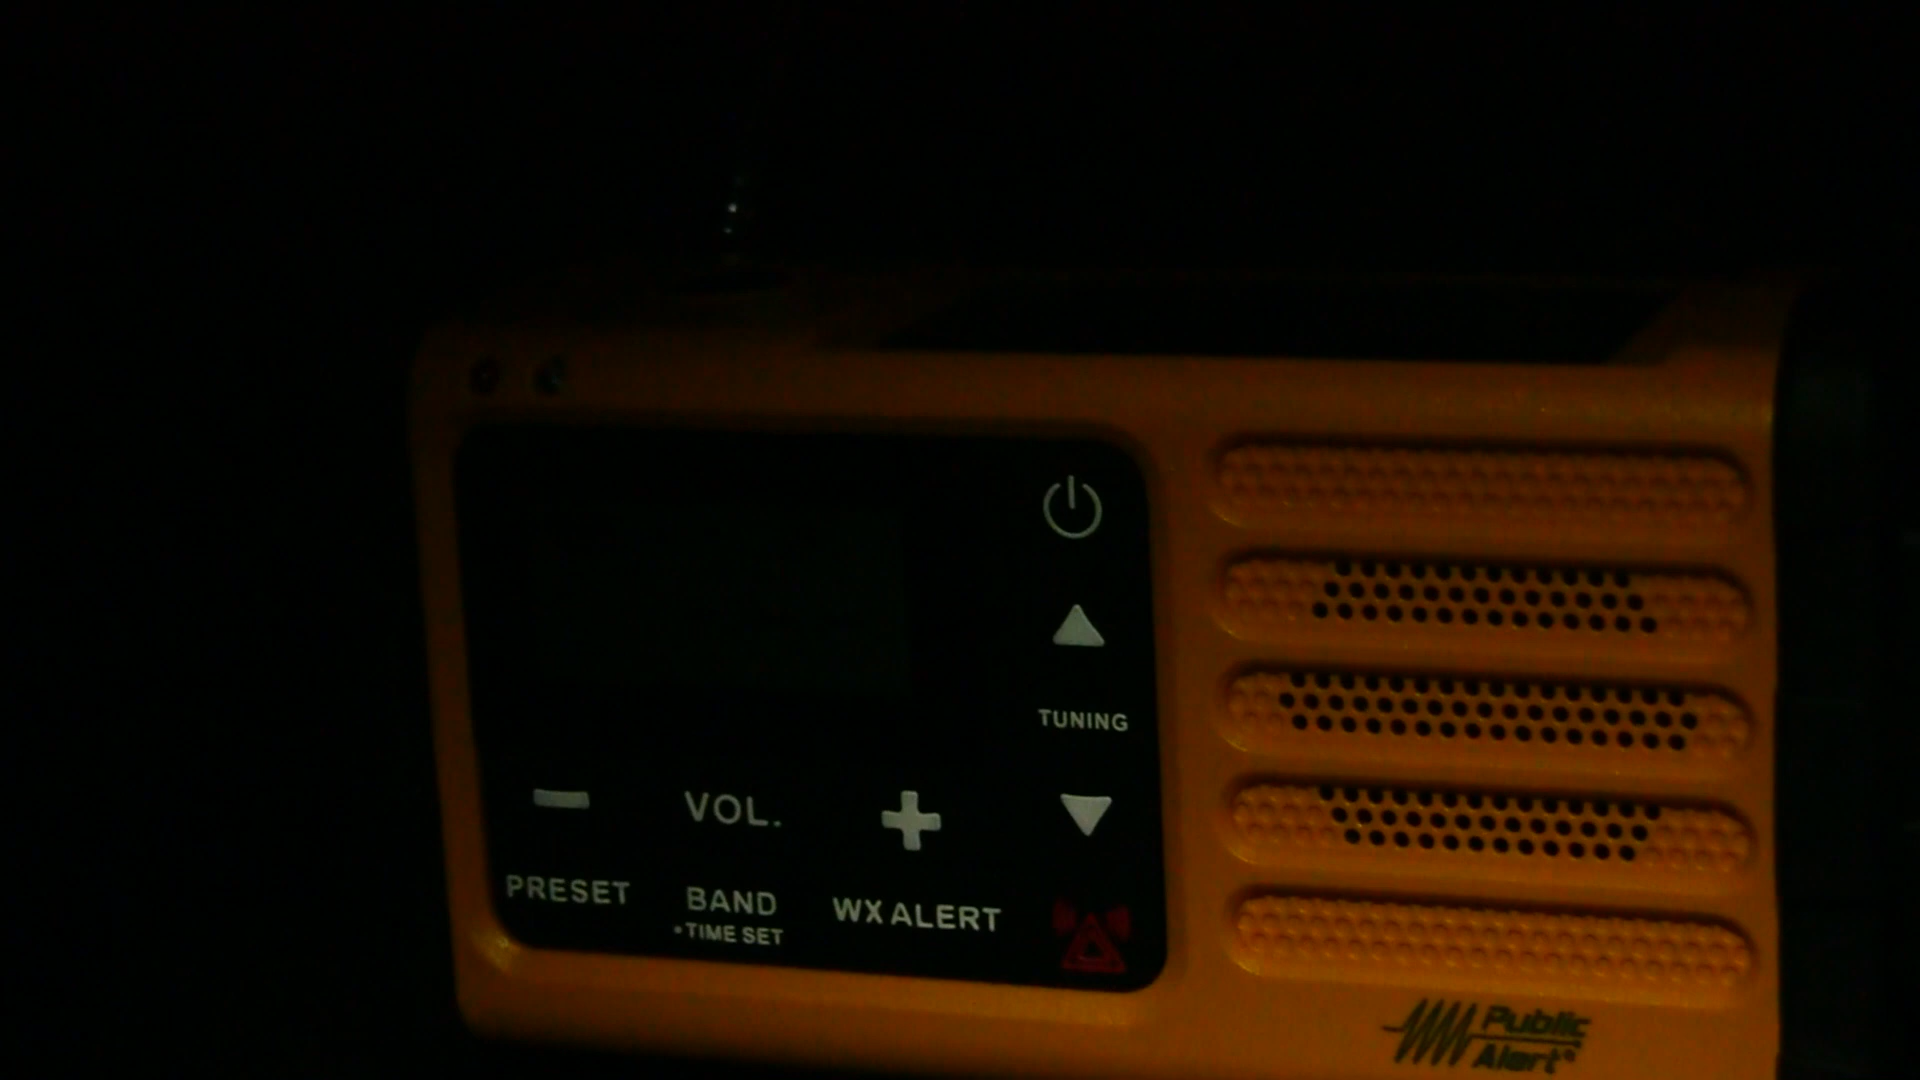 TUNING
VOL.
PRESET
BAND
WX ALERT
•TIME SET
Public
Alert®